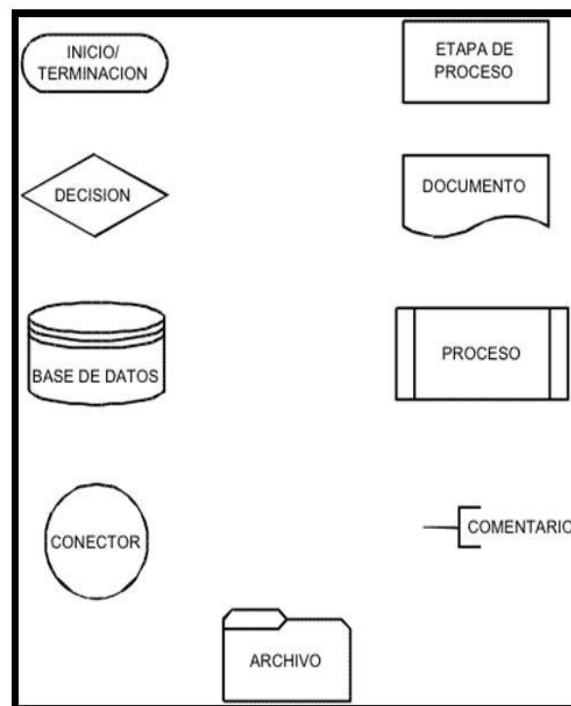 INICIO/
TERMINACION
ETAPA DE
PROCESO
DECISION
DOCUMENTO
BASE DE DATOS
PROCESO
CONECTOR
COMENTARIO
ARCHIVO